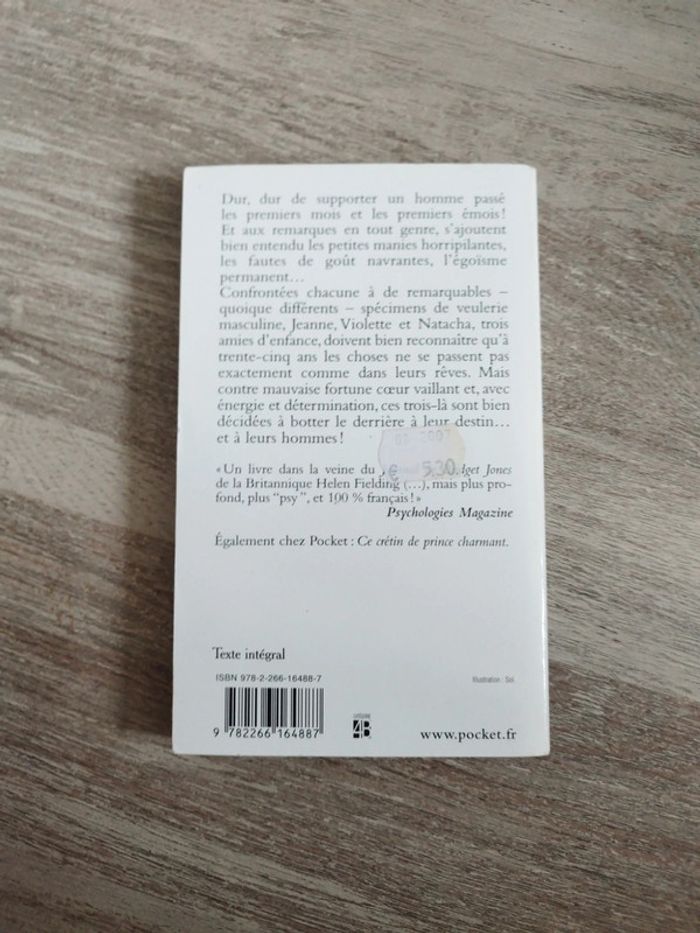 Dur, dur de supporter un homme passé
les premiers mois et les premiers émois !
Et aux remarques en tout genre, s'ajoutent
bien entendu les petites manies horripilantes,
les fautes de goût navrantes, l'égoïsme
permanent...
Confrontées chacune à de remarquables –
quoique différents – spécimens de veulerie
masculine, Jeanne, Violette et Natacha, trois
amies d'enfance, doivent bien reconnaître qu'à
trente-cinq ans les choses ne se passent pas
exactement comme dans leurs rêves. Mais
contre mauvaise fortune cœur vaillant et, avec
énergie et détermination, ces trois-là sont bien
décidées à botter le derrière à leur destin...
et à leurs hommes !
2007
€ 5,30
« Un livre dans la veine du lget Jones
de la Britannique Helen Fielding (...), mais plus pro-
fond, plus "psy", et 100 % français ! »
Psychologies Magazine
Également chez Pocket : Ce crétin de prince charmant.
Texte intégral
ISBN 978-2-266-16488-7
Illustration : Sol.
9 782266 164887
CATÉGORIE
4B
www.pocket.fr